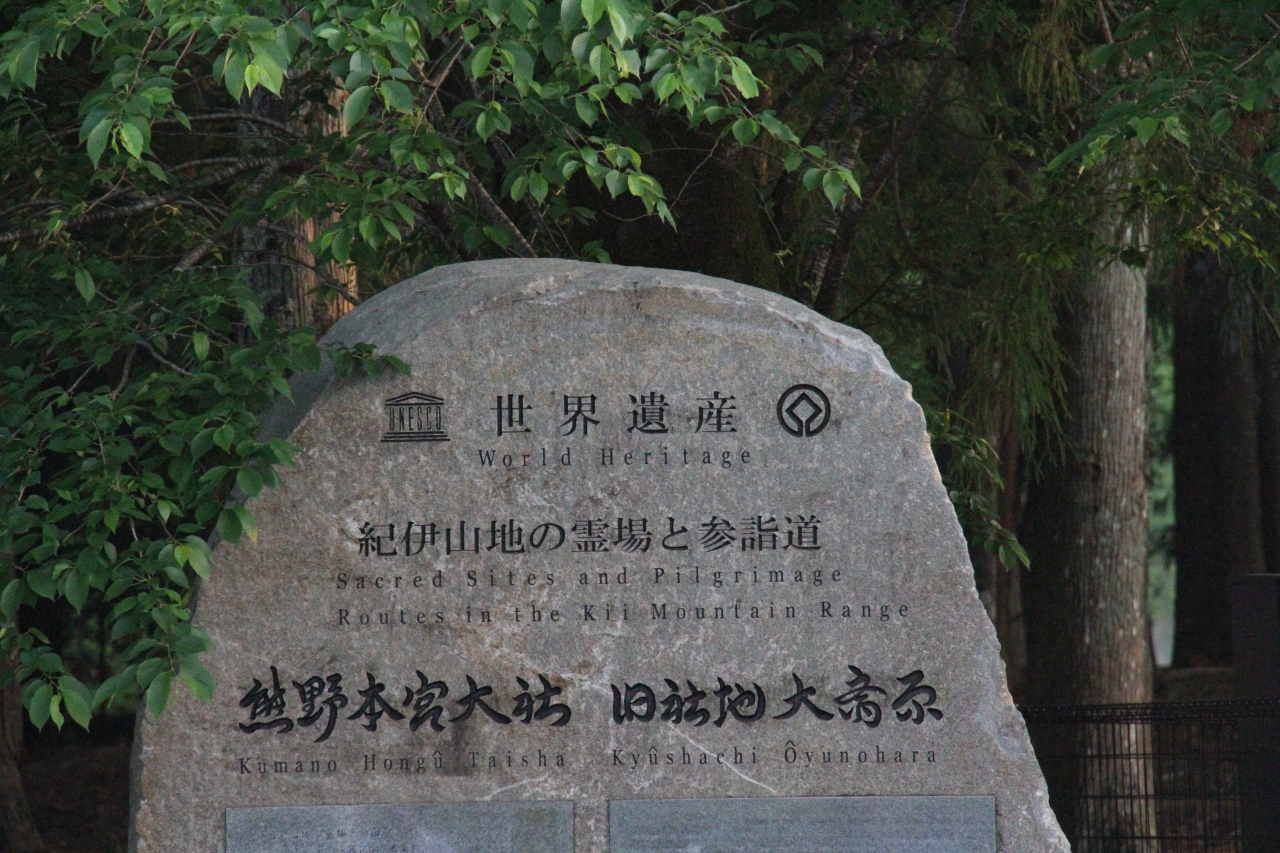 UNESCO 世界遺産
World Heritage
紀伊山地の霊場と参詣道
Sacred Sites and Pilgrimage
Routes in the Kii Mountain Range
熊野本宮大社 旧社地大斎原
Kumano Hongû Taisha Kyûshachi Ôyunohara